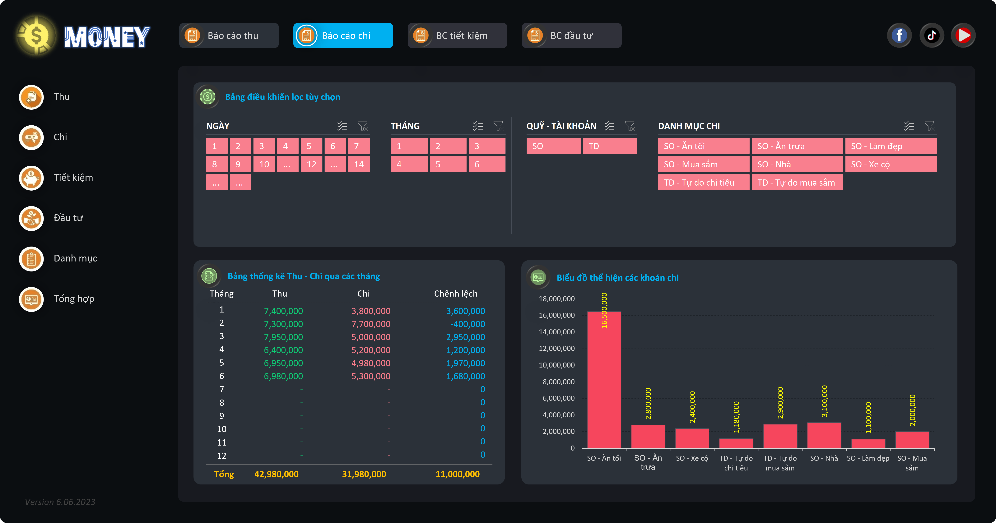 MONEY
Báo cáo thu
Báo cáo chi
BC tiết kiệm
BC đầu tư
Thu
Chi
BUY
Tiết kiệm
Đầu tư
Danh mục
Tổng hợp
Version 6.06.2023
Bảng điều khiển lọc tùy chọn
NGÀY
1 2 3 4 5 6 7
8 9 10 ... 12 ... 14
... ...
THÁNG
1 2 3
4 5 6
QUỸ - TÀI KHOẢN
SO TD
DANH MỤC CHI
SO - Ăn tối SO - Ăn trưa SO - Làm đẹp
SO - Mua sắm SO - Nhà SO - Xe cộ
TD - Tự do chi tiêu TD - Tự do mua sắm
Bảng thống kê Thu - Chi qua các tháng
Tháng Thu Chi Chênh lệch
1 7,400,000 3,800,000 3,600,000
2 7,300,000 7,700,000 -400,000
3 7,950,000 5,000,000 2,950,000
4 6,400,000 5,200,000 1,200,000
5 6,950,000 4,980,000 1,970,000
6 6,980,000 5,300,000 1,680,000
7 - - 0
8 - - 0
9 - - 0
10 - - 0
11 - - 0
12 - - 0
Tổng 42,980,000 31,980,000 11,000,000
Biểu đồ thể hiện các khoản chi
18,000,000
16,000,000
14,000,000
12,000,000
10,000,000
8,000,000
6,000,000
4,000,000
2,000,000
0
16,500,000
2,800,000
2,400,000
1,180,000
2,900,000
3,100,000
1,100,000
2,000,000
SO - Ăn tối
SO - Ăn
trưa
SO - Xe cộ
TD - Tự do
chi tiêu
TD - Tự do
mua sắm
SO - Nhà
SO - Làm đẹp
SO - Mua
sắm